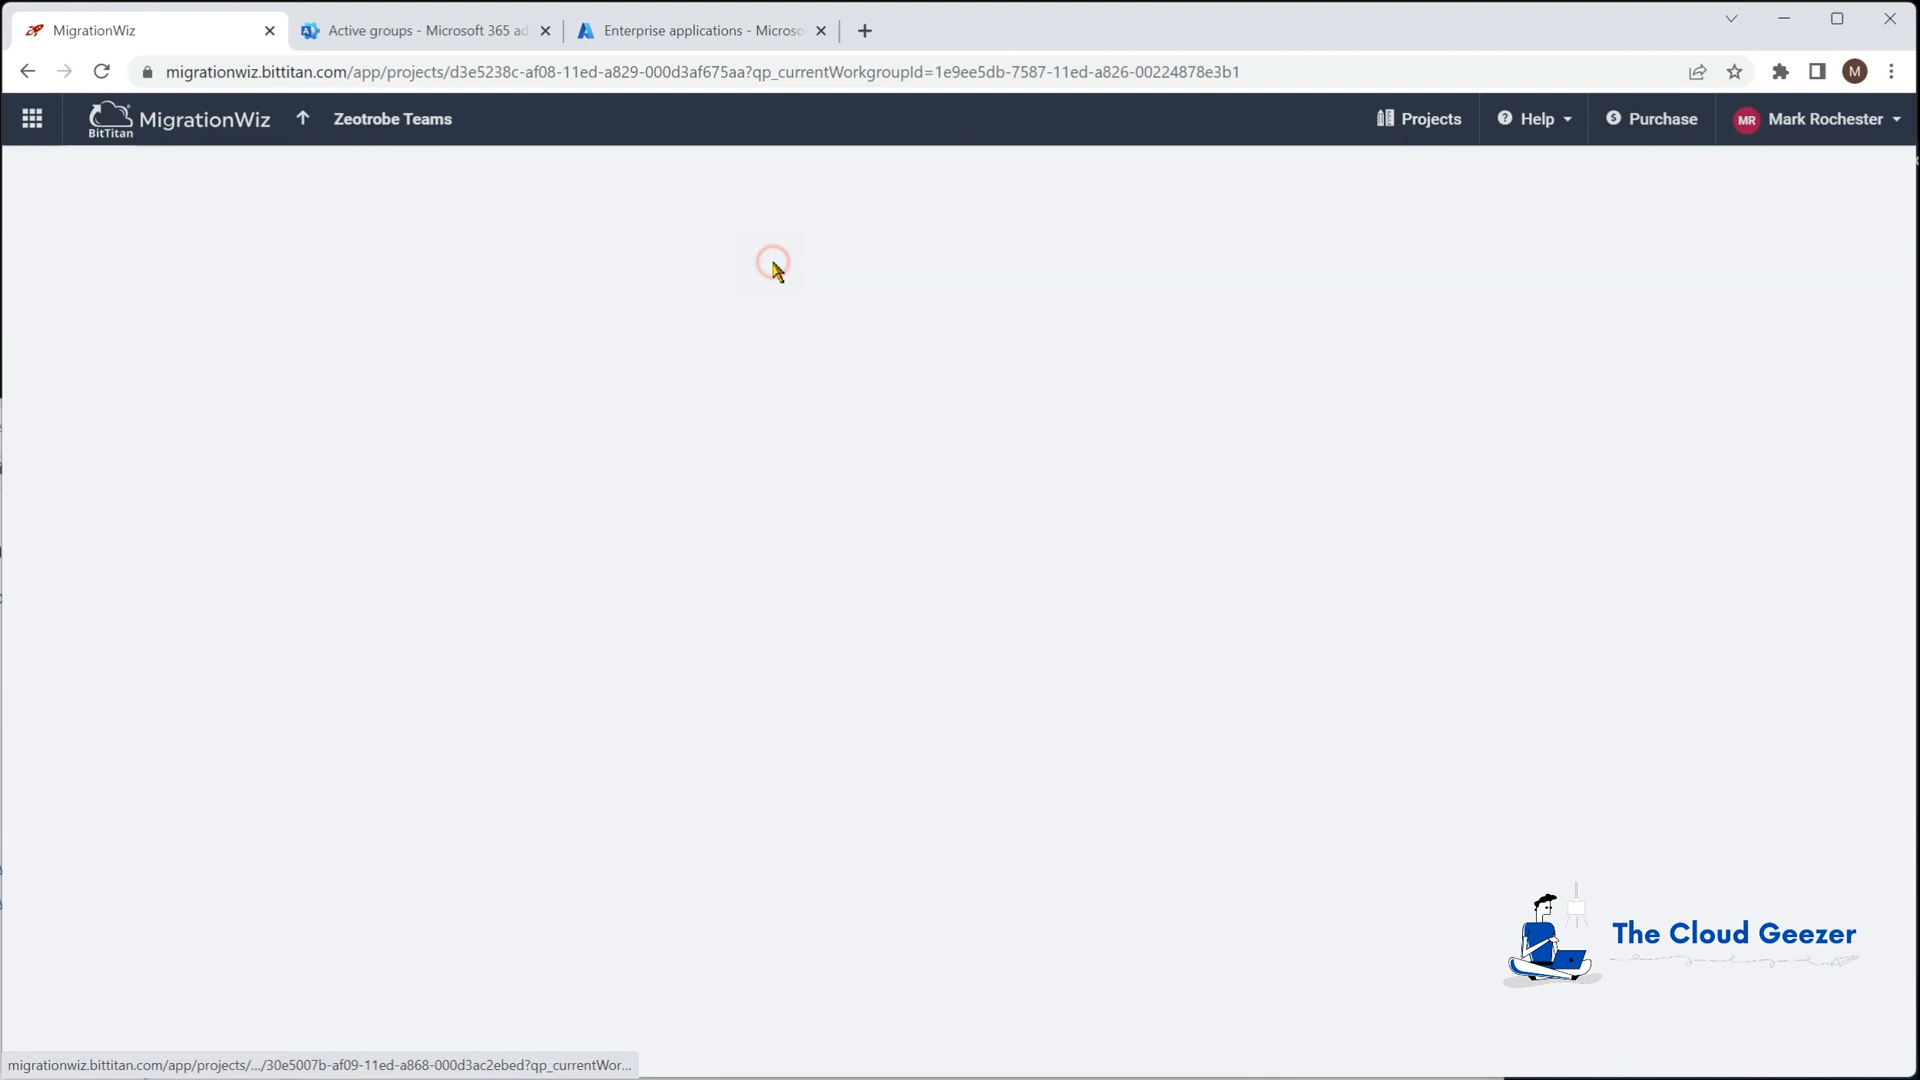 MigrationWiz
Active groups - Microsoft 365 ad
Enterprise applications - Micros
migrationwiz.bittitan.com/app/projects/d3e5238c-af08-11ed-a829-000d3af675aa?qp_currentWorkgroupId=1e9ee5db-7587-11ed-a826-00224878e3b1
M
BitTitan
MigrationWiz
Zeotrobe Teams
Projects
Help
Purchase
MR
Mark Rochester
The Cloud Geezer
migrationwiz.bittitan.com/app/projects/.../30e5007b-af09-11ed-a868-000d3ac2ebed?qp_currentWor...